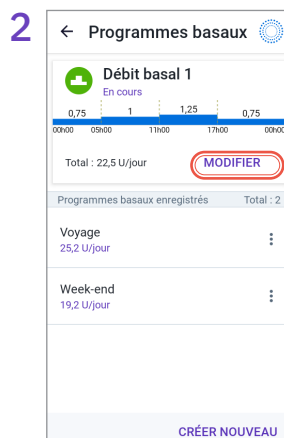 2
Programmes basaux
Débit basal 1
En cours
0,75 1 1,25 0,75
00h00 05h00 11h00 17h00 00h00
Total : 22,5 U/jour MODIFIER
Programmes basaux enregistrés Total : 2
Voyage
25,2 U/jour
Week-end
19,2 U/jour
CRÉER NOUVEAU